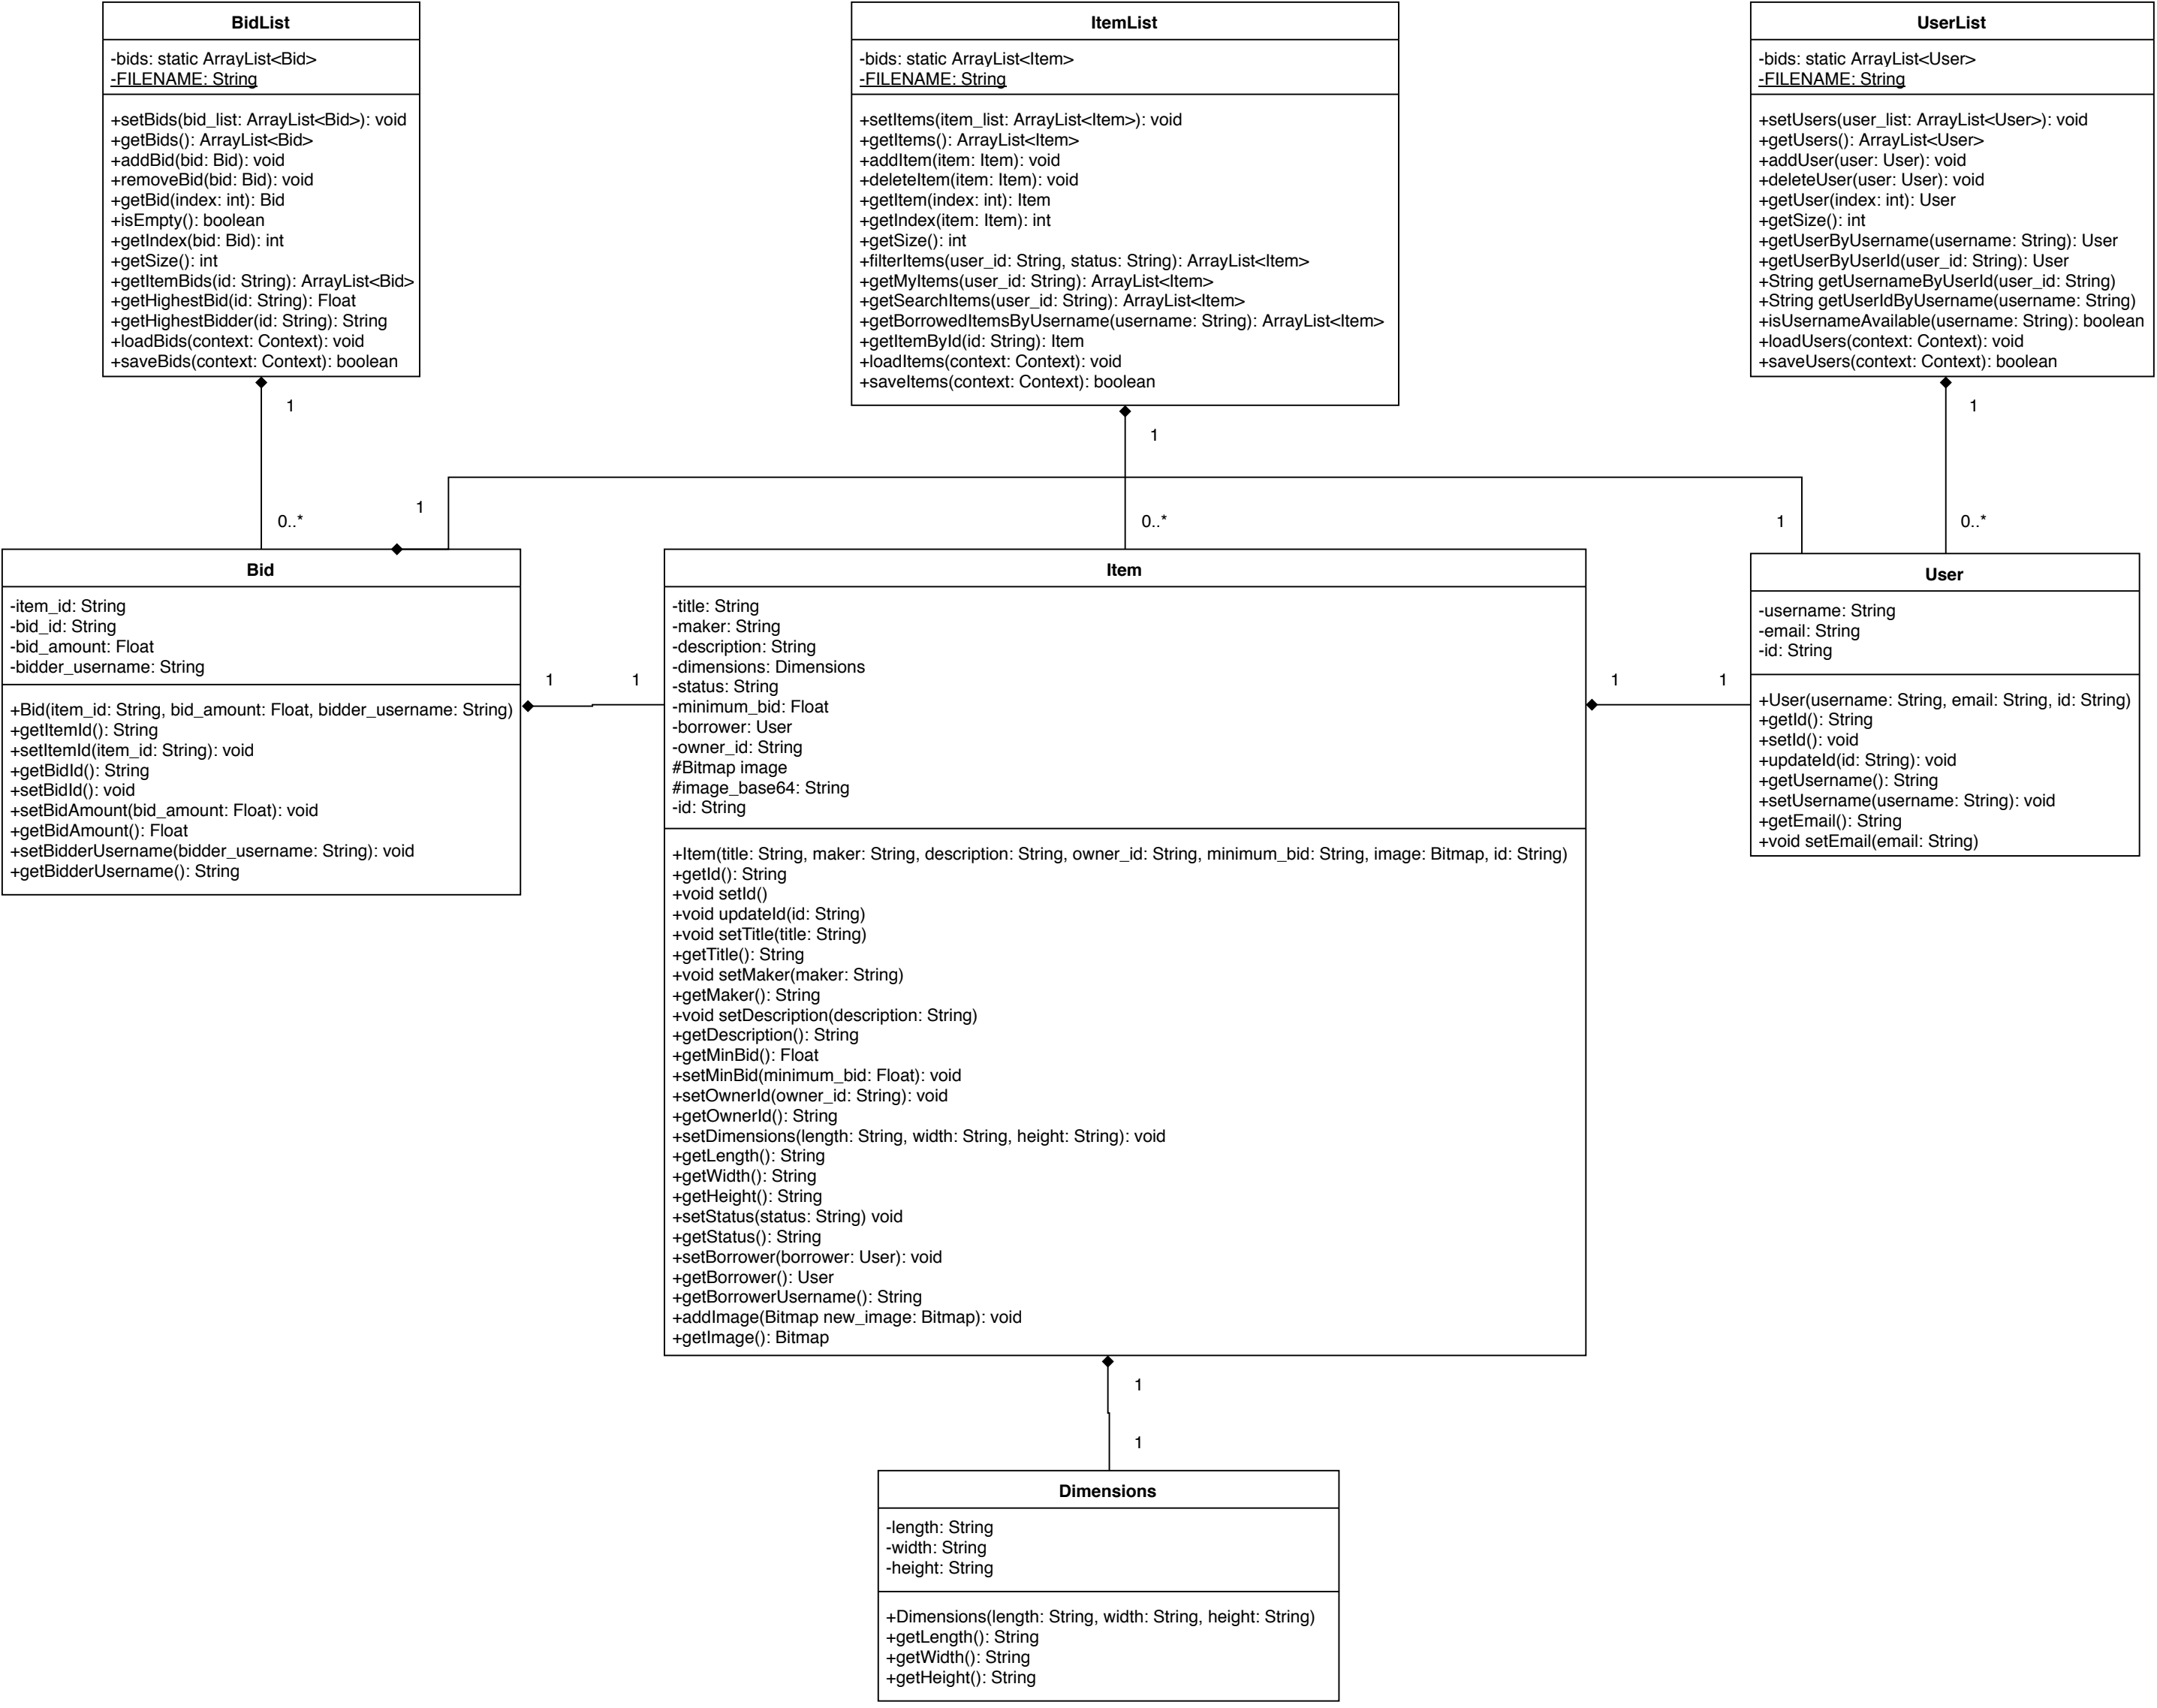 BidList
-bids: static ArrayList<Bid>
-FILENAME: String
+setBids(bid_list: ArrayList<Bid>): void
+getBids(): ArrayList<Bid>
+addBid(bid: Bid): void
+removeBid(bid: Bid): void
+getBid(index: int): Bid
+isEmpty(): boolean
+getIndex(bid: Bid): int
+getSize(): int
+getItemBids(id: String): ArrayList<Bid>
+getHighestBid(id: String): Float
+getHighestBidder(id: String): String
+loadBids(context: Context): void
+saveBids(context: Context): boolean
1
0..*
ItemList
-bids: static ArrayList<Item>
-FILENAME: String
+setItems(item_list: ArrayList<Item>): void
+getItems(): ArrayList<Item>
+addItem(item: Item): void
+deleteItem(item: Item): void
+getItem(index: int): Item
+getIndex(item: Item): int
+getSize(): int
+filterItems(user_id: String, status: String): ArrayList<Item>
+getMyItems(user_id: String): ArrayList<Item>
+getSearchItems(user_id: String): ArrayList<Item>
+getBorrowedItemsByUsername(username: String): ArrayList<Item>
+getItemById(id: String): Item
+loadItems(context: Context): void
+saveItems(context: Context): boolean
1
0..*
UserList
-bids: static ArrayList<User>
-FILENAME: String
+setUsers(user_list: ArrayList<User>): void
+getUsers(): ArrayList<User>
+addUser(user: User): void
+deleteUser(user: User): void
+getUser(index: int): User
+getSize(): int
+getUserByUsername(username: String): User
+getUserByUserId(user_id: String): User
+String getUsernameByUserId(user_id: String)
+String getUserIdByUsername(username: String)
+isUsernameAvailable(username: String): boolean
+loadUsers(context: Context): void
+saveUsers(context: Context): boolean
1
0..*
1
1
Bid
-item_id: String
-bid_id: String
-bid_amount: Float
-bidder_username: String
+Bid(item_id: String, bid_amount: Float, bidder_username: String)
+getItemId(): String
+setItemId(item_id: String): void
+getBidId(): String
+setBidId(): void
+setBidAmount(bid_amount: Float): void
+getBidAmount(): Float
+setBidderUsername(bidder_username: String): void
+getBidderUsername(): String
1
1
Item
-title: String
-maker: String
-description: String
-dimensions: Dimensions
-status: String
-minimum_bid: Float
-borrower: User
-owner_id: String
#Bitmap image
#image_base64: String
-id: String
+Item(title: String, maker: String, description: String, owner_id: String, minimum_bid: String, image: Bitmap, id: String)
+getId(): String
+void setId()
+void updateId(id: String)
+void setTitle(title: String)
+getTitle(): String
+void setMaker(maker: String)
+getMaker(): String
+void setDescription(description: String)
+getDescription(): String
+getMinBid(): Float
+setMinBid(minimum_bid: Float): void
+setOwnerId(owner_id: String): void
+getOwnerId(): String
+setDimensions(length: String, width: String, height: String): void
+getLength(): String
+getWidth(): String
+getHeight(): String
+setStatus(status: String) void
+getStatus(): String
+setBorrower(borrower: User): void
+getBorrower(): User
+getBorrowerUsername(): String
+addImage(Bitmap new_image: Bitmap): void
+getImage(): Bitmap
1
1
User
-username: String
-email: String
-id: String
+User(username: String, email: String, id: String)
+getId(): String
+setId(): void
+updateId(id: String): void
+getUsername(): String
+setUsername(username: String): void
+getEmail(): String
+void setEmail(email: String)
1
1
Dimensions
-length: String
-width: String
-height: String
+Dimensions(length: String, width: String, height: String)
+getLength(): String
+getWidth(): String
+getHeight(): String